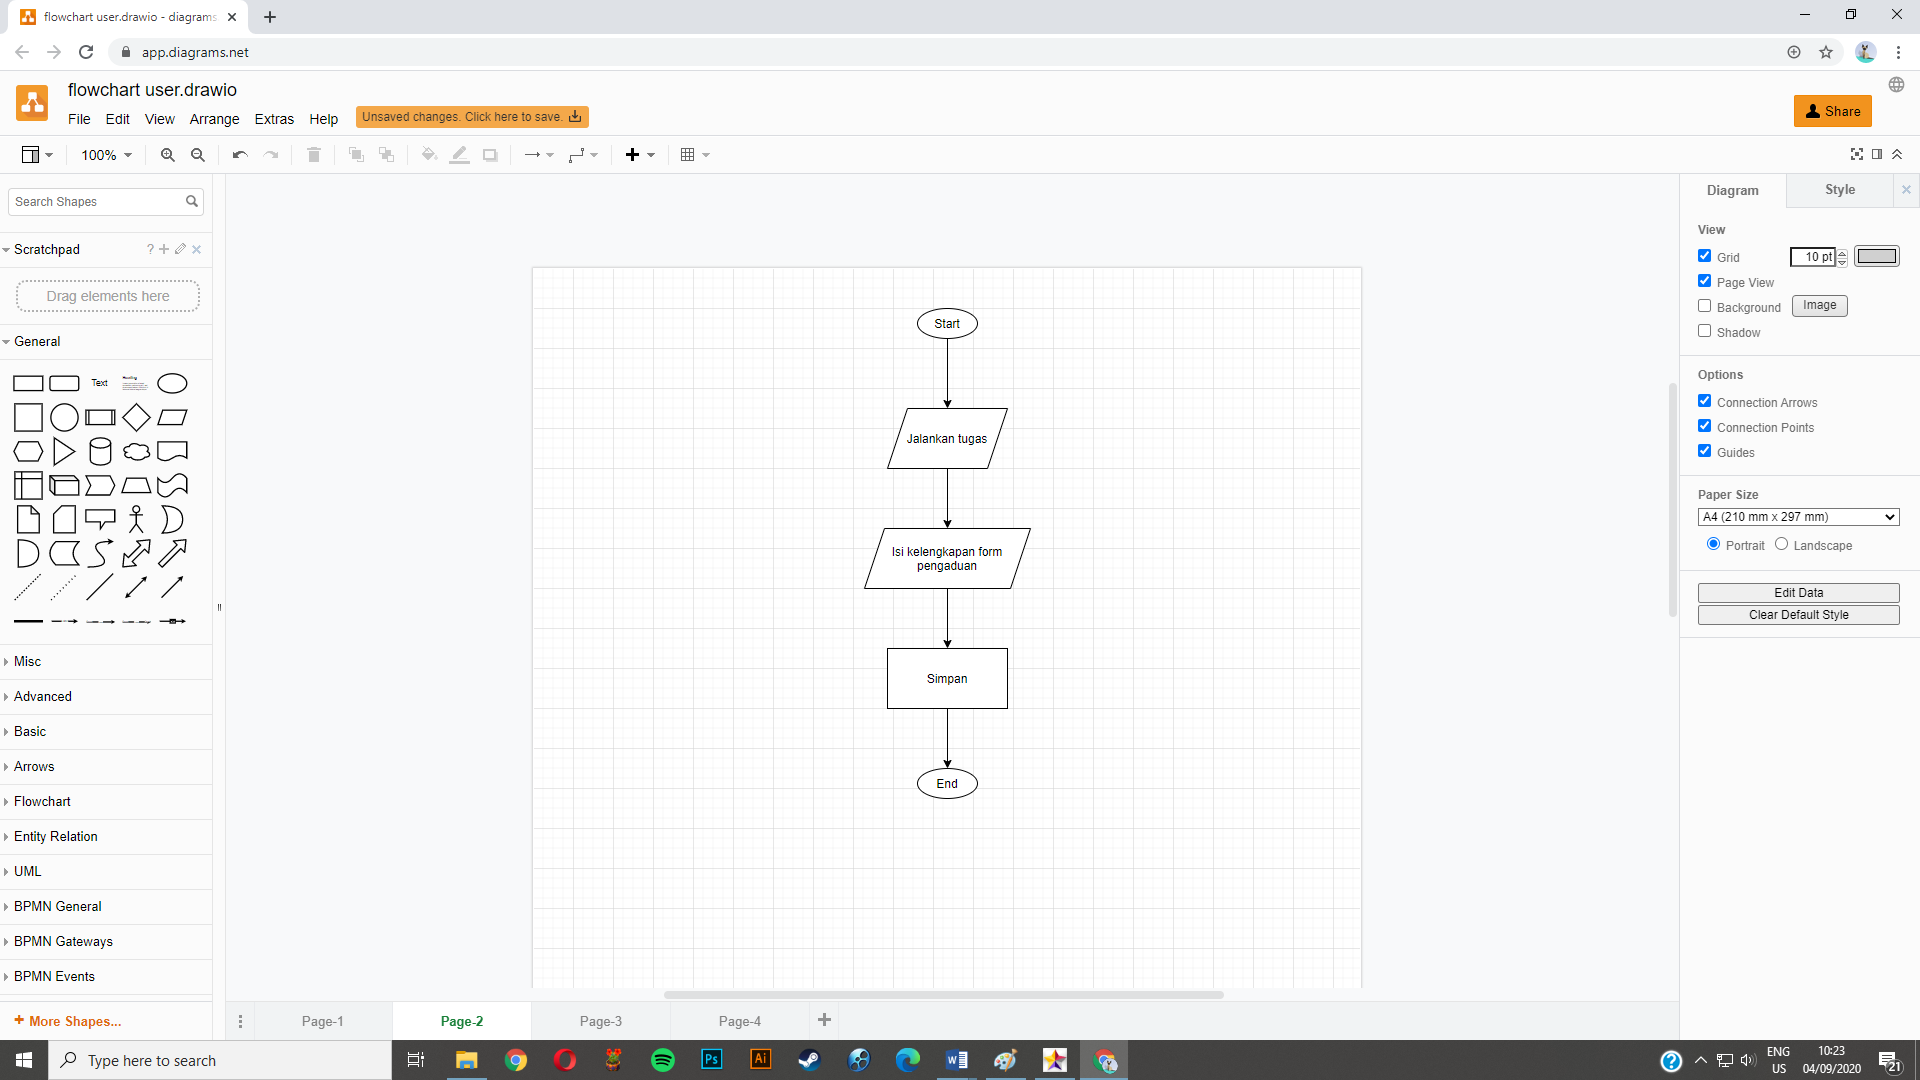 flowchart user.drawio - diagrams
app.diagrams.net
flowchart user.drawio
File Edit View Arrange Extras Help
Unsaved changes. Click here to save.
Share
100%
Search Shapes
Scratchpad
?
Drag elements here
General
Text
Misc
Advanced
Basic
Arrows
Flowchart
Entity Relation
UML
BPMN General
BPMN Gateways
BPMN Events
+ More Shapes...
Start
Jalankan tugas
Isi kelengkapan form
pengaduan
Simpan
End
Diagram Style
View
Grid 10 pt
Page View
Background Image
Shadow
Options
Connection Arrows
Connection Points
Guides
Paper Size
A4 (210 mm x 297 mm)
Portrait Landscape
Edit Data
Clear Default Style
Page-1 Page-2 Page-3 Page-4
Type here to search
Ps
Ai
ENG
US
10:23
04/09/2020
21